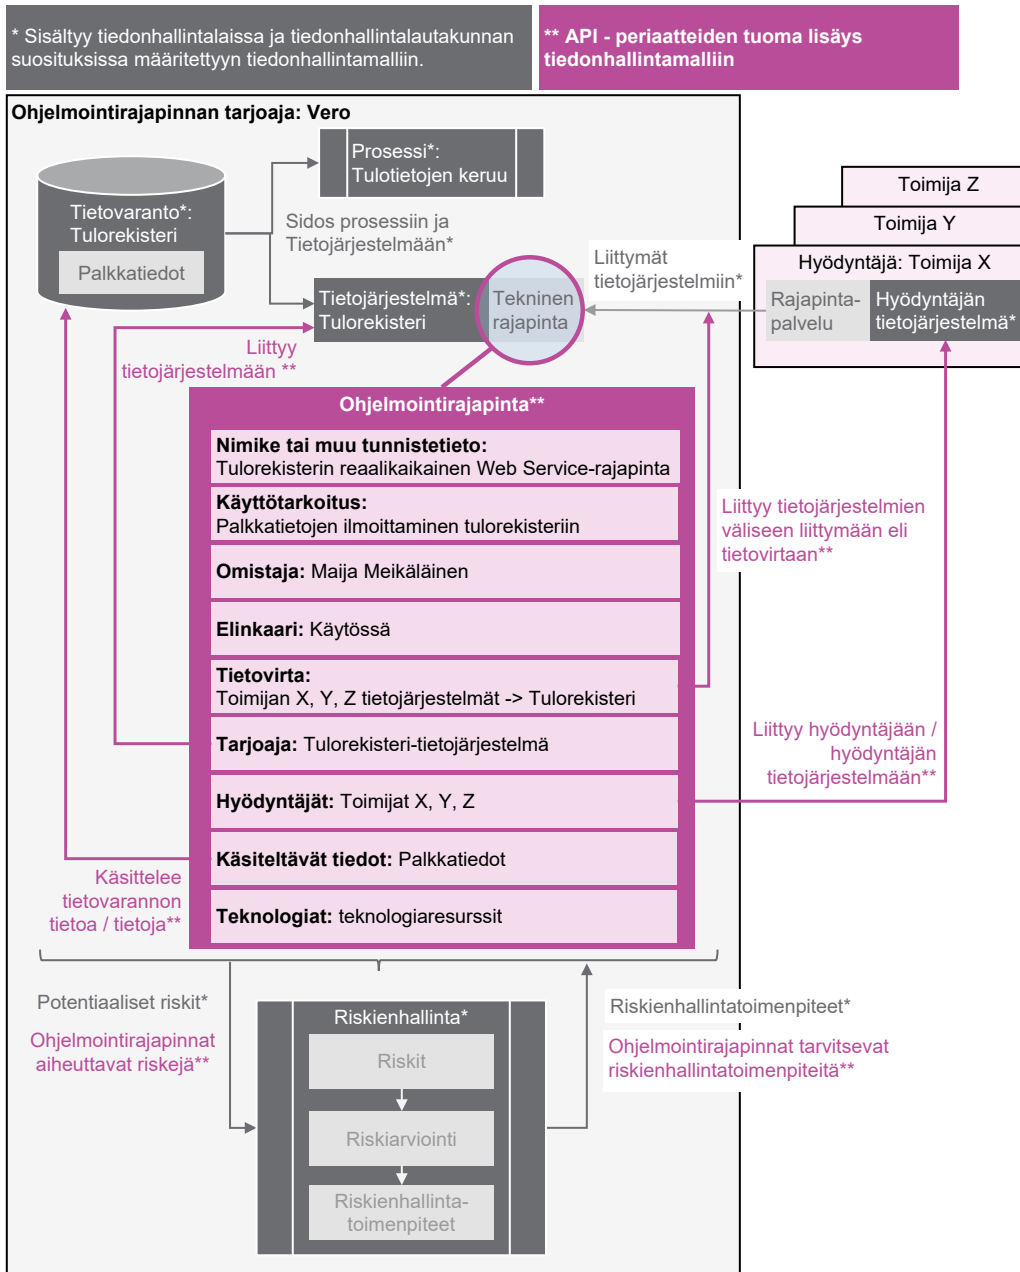 * Sisältyy tiedonhallintalaissa ja tiedonhallintalautakunnan
suosituksissa määritettyyn tiedonhallintamalliin.
** API - periaatteiden tuoma lisäys
tiedonhallintamalliin
Ohjelmointirajapinnan tarjoaja: Vero
Tietovaranto*:
Tulorekisteri
Palkkatiedot
Prosessi*:
Tulotietojen keruu
Sidos prosessiin ja
Tietojärjestelmään*
Tietojärjestelmä*:
Tulorekisteri
Tekninen
rajapinta
Liittymät
tietojärjestelmiin*
Toimija Z
Toimija Y
Hyödyntäjä: Toimija X
Rajapinta-
palvelu
Hyödyntäjän
tietojärjestelmä*
Liittyy
tietojärjestelmään **
Ohjelmointirajapinta**
Nimike tai muu tunnistetieto:
Tulorekisterin reaalikaikainen Web Service-rajapinta
Käyttötarkoitus:
Palkkatietojen ilmoittaminen tulorekisteriin
Omistaja: Maija Meikäläinen
Elinkaari: Käytössä
Tietovirta:
Toimijan X, Y, Z tietojärjestelmät -> Tulorekisteri
Tarjoaja: Tulorekisteri-tietojärjestelmä
Hyödyntäjät: Toimijat X, Y, Z
Käsiteltävät tiedot: Palkkatiedot
Teknologiat: teknologiaresurssit
Liittyy tietojärjestelmien
väliseen liittymään eli
tietovirtaan**
Liittyy hyödyntäjään /
hyödyntäjän
tietojärjestelmään**
Käsittelee
tietovarannon
tietoa / tietoja**
Potentiaaliset riskit*
Ohjelmointirajapinnat
aiheuttavat riskejä**
Riskienhallinta*
Riskit
Riskiarviointi
Riskienhallinta-
toimenpiteet
Riskienhallintatoimenpiteet*
Ohjelmointirajapinnat tarvitsevat
riskienhallintatoimenpiteitä**